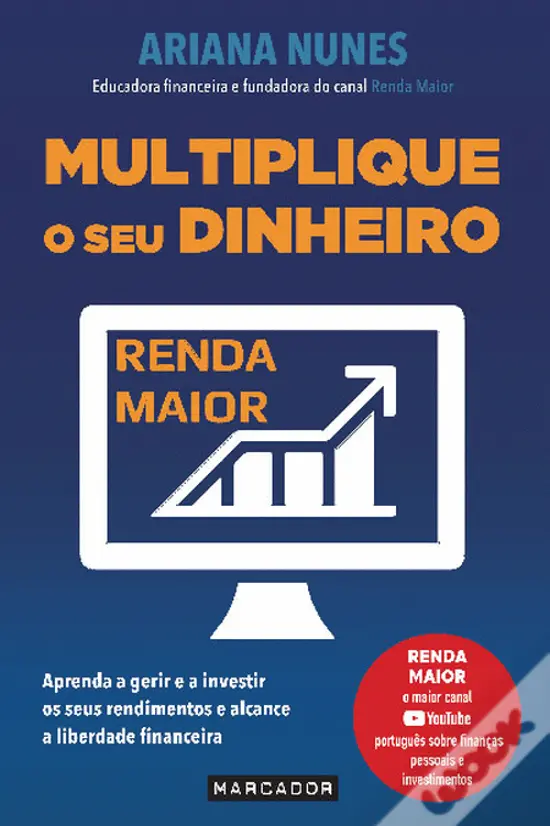 ARIANA NUNES
Educadora financeira e fundadora do canal Renda Maior
MULTIPLIQUE
O SEU DINHEIRO
RENDA
MAIOR
Aprenda a gerir e a investir
os seus rendimentos e alcance
a liberdade financeira
RENDA
MAIOR
o maior canal
YouTube
português sobre finanças
pessoais e
investimentos
MARCADOR
wook